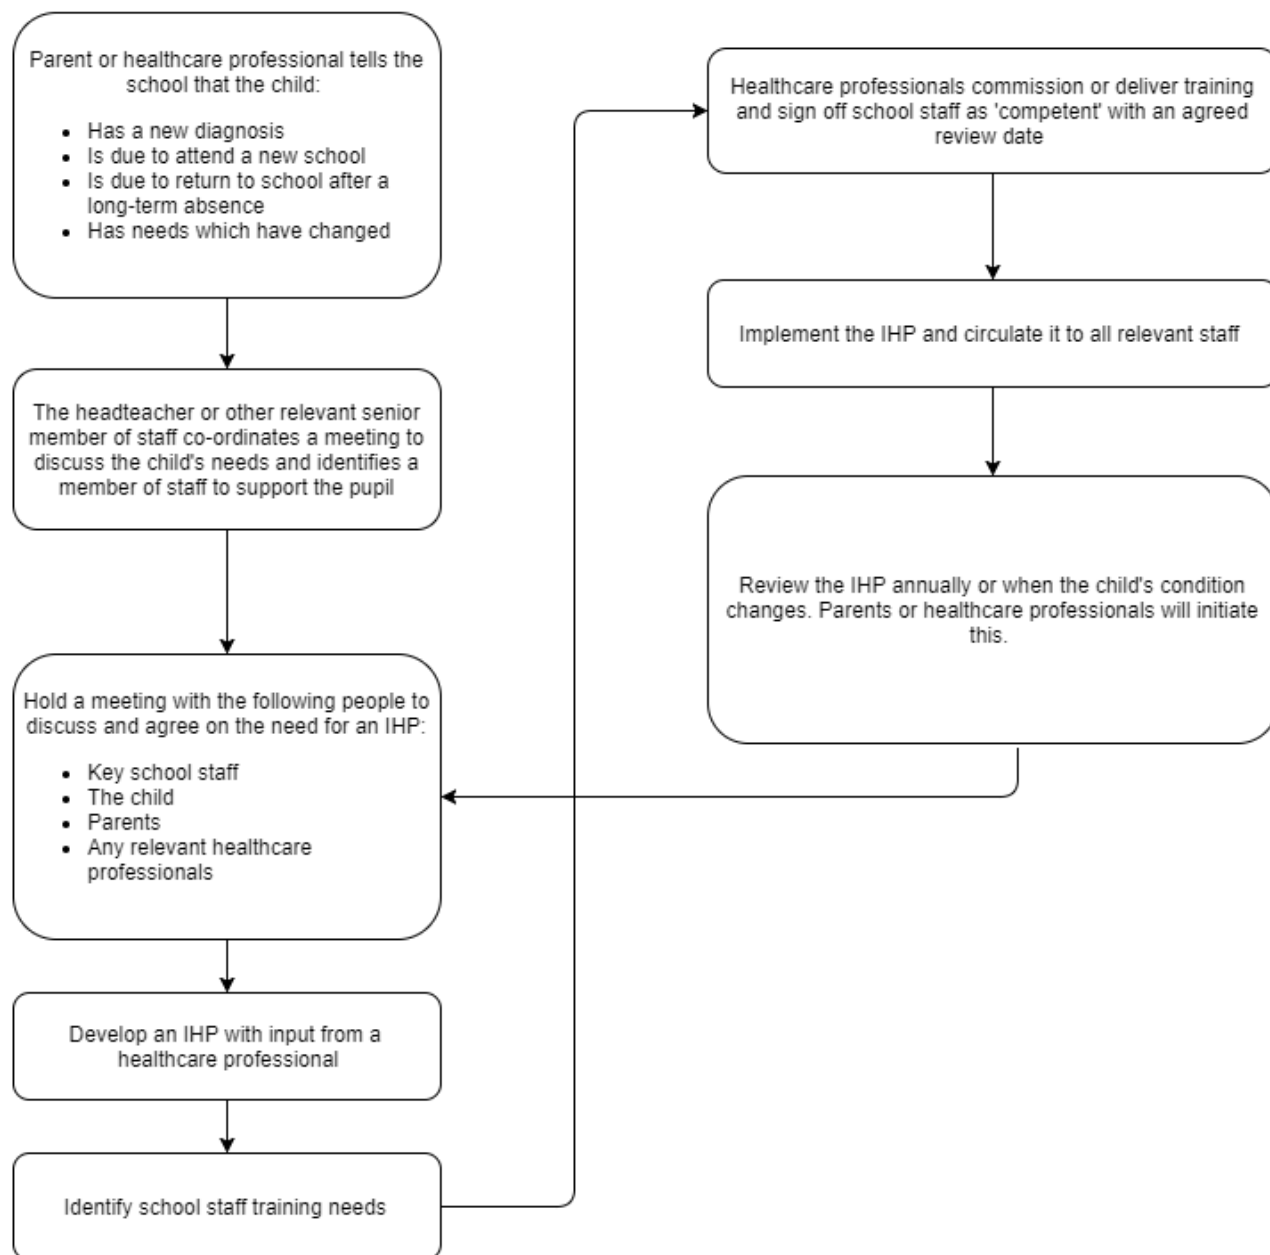 Parent or healthcare professional tells the
school that the child:
• Has a new diagnosis
• Is due to attend a new school
• Is due to return to school after a
long-term absence
• Has needs which have changed
The headteacher or other relevant senior
member of staff co-ordinates a meeting to
discuss the child's needs and identifies a
member of staff to support the pupil
Hold a meeting with the following people to
discuss and agree on the need for an IHP:
• Key school staff
• The child
• Parents
• Any relevant healthcare
professionals
Develop an IHP with input from a
healthcare professional
Identify school staff training needs
Healthcare professionals commission or deliver training
and sign off school staff as 'competent' with an agreed
review date
Implement the IHP and circulate it to all relevant staff
Review the IHP annually or when the child's condition
changes. Parents or healthcare professionals will initiate
this.